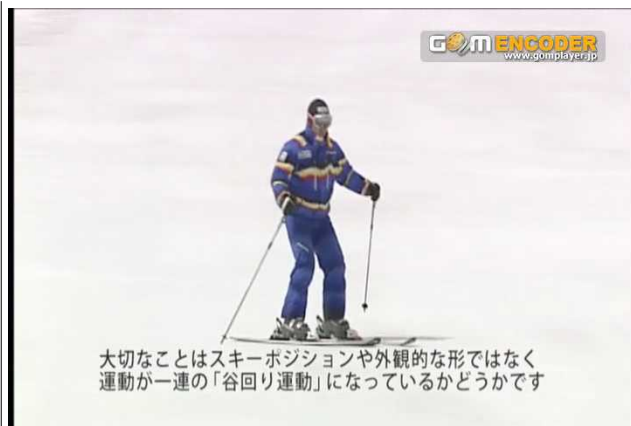 GOM ENCODER
www.gomplayer.jp
大切なことはスキーポジションや外観的な形ではなく
運動が一連の「谷回り運動」になっているかどうかです